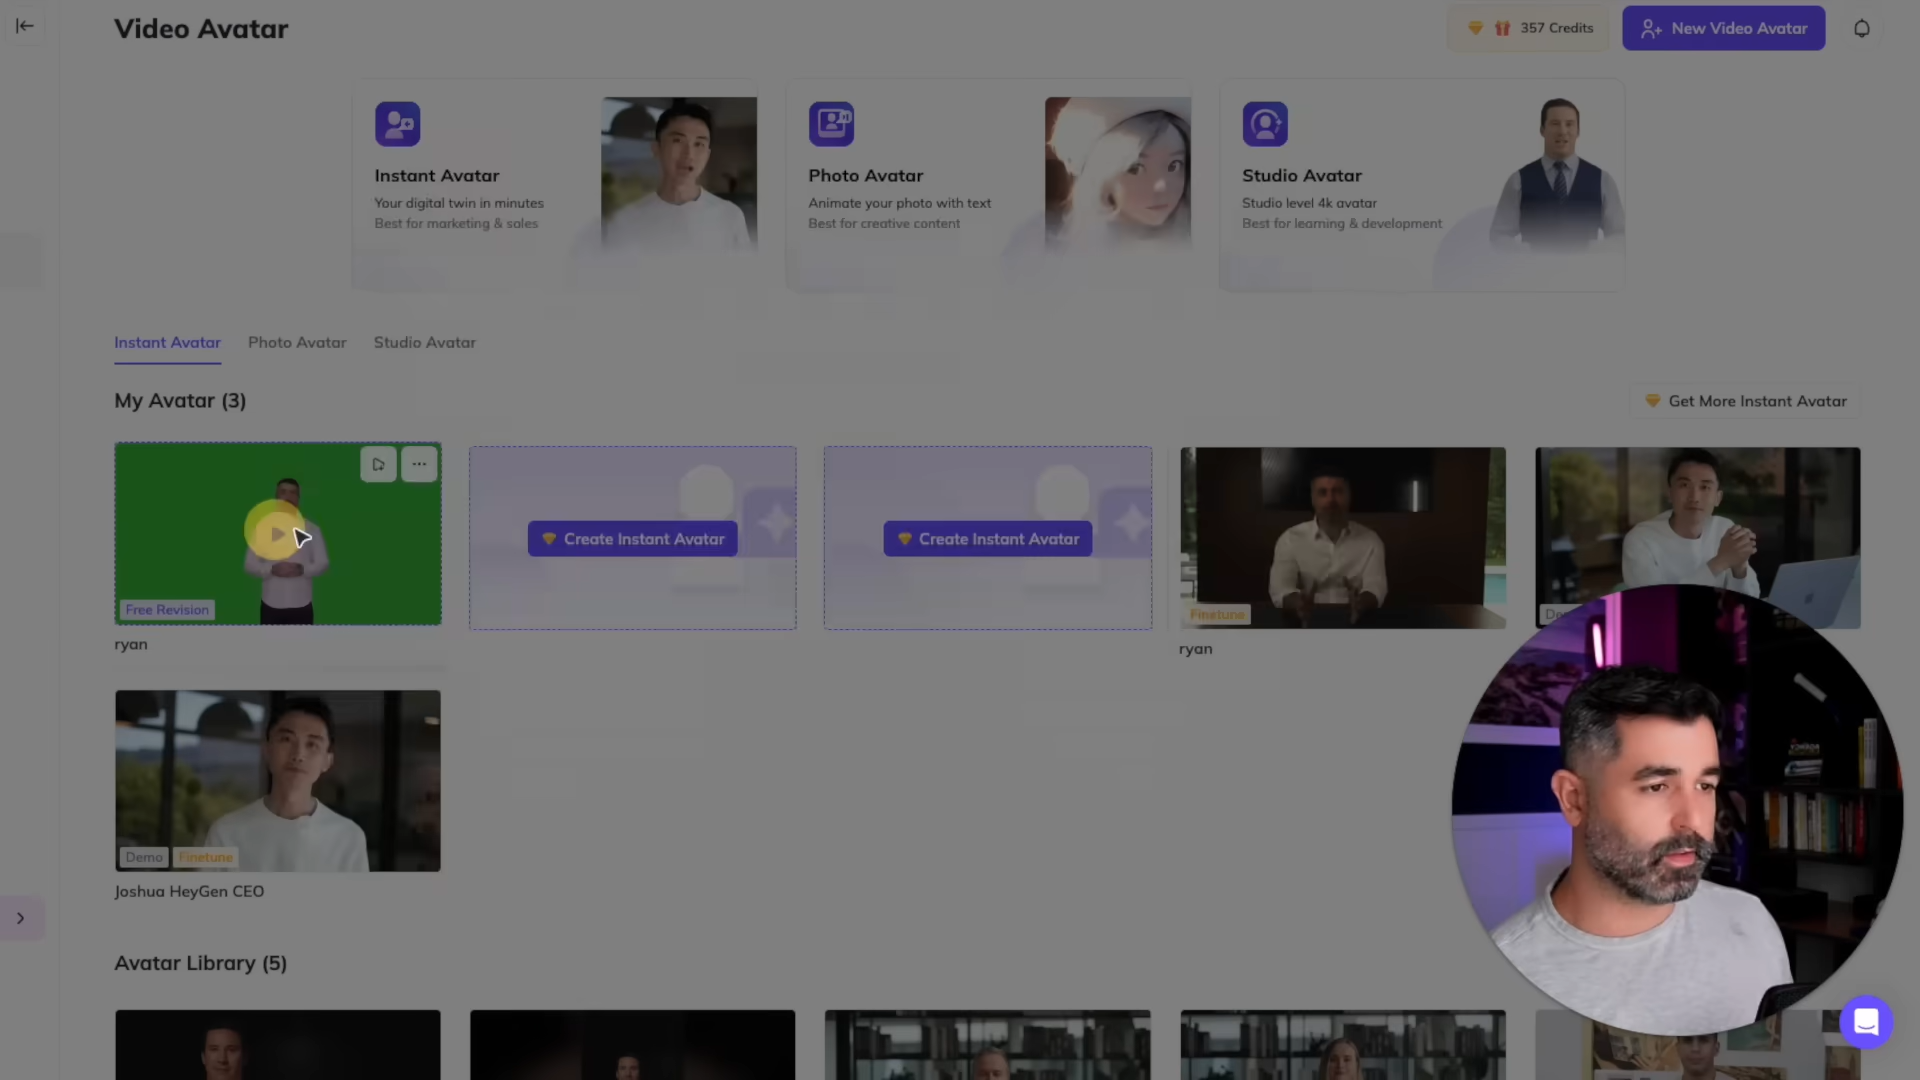 Video Avatar
357 Credits
New Video Avatar
Instant Avatar
Your digital twin in minutes
Best for marketing & sales
Photo Avatar
Animate your photo with text
Best for creative content
Studio Avatar
Studio level 4k avatar
Best for learning & development
Instant Avatar
Photo Avatar
Studio Avatar
My Avatar (3)
Get More Instant Avatar
Free Revision
ryan
Create Instant Avatar
Create Instant Avatar
Finetune
ryan
Demo
Finetune
Joshua HeyGen CEO
Avatar Library (5)